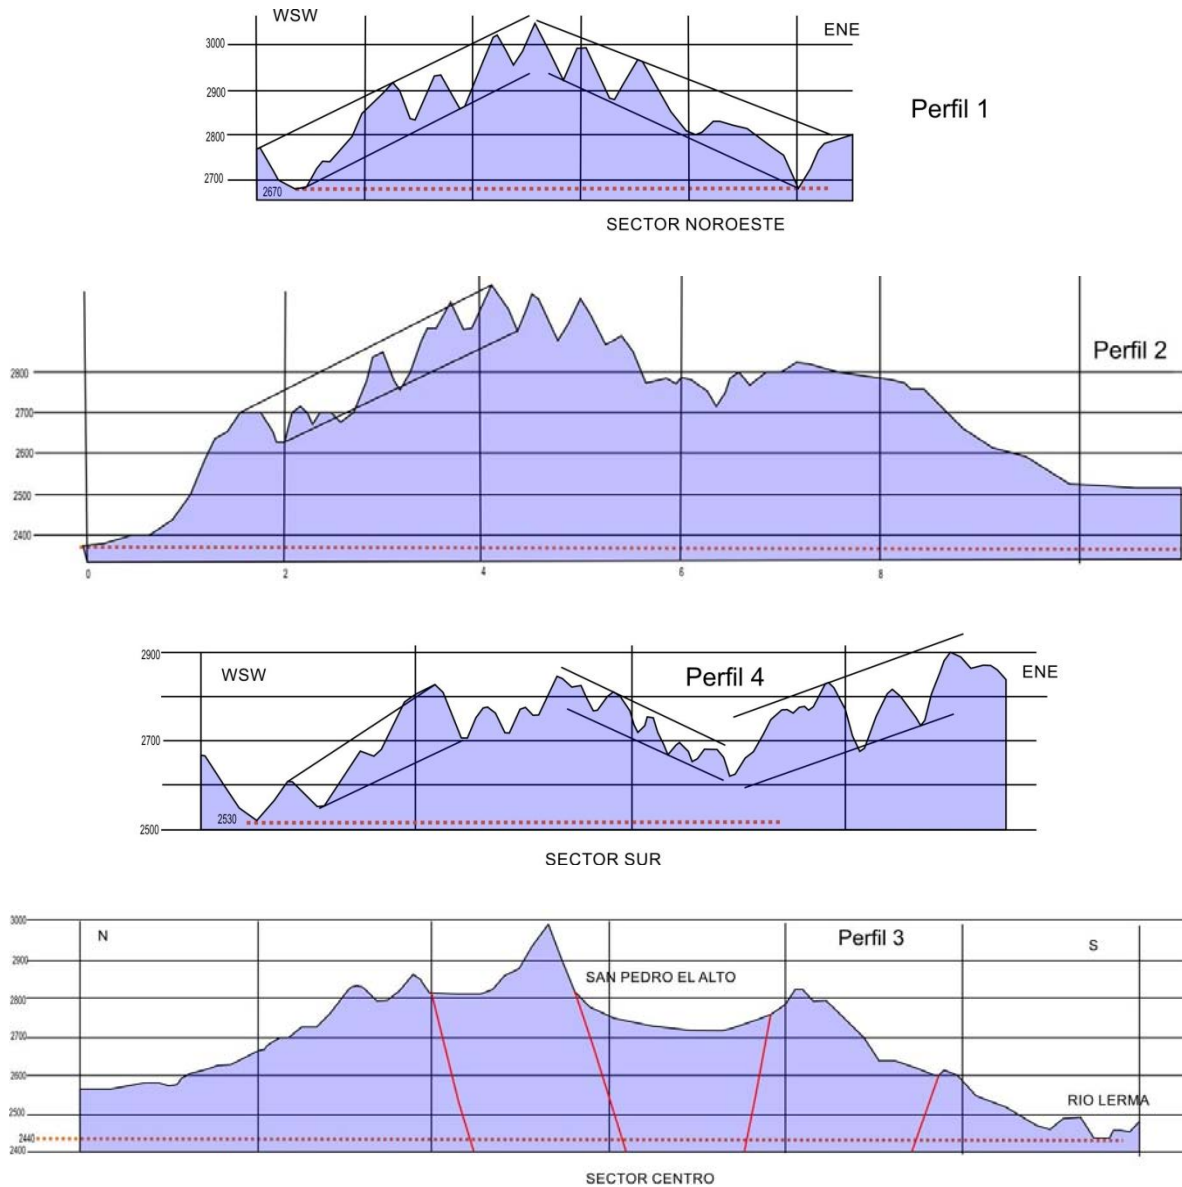 WSW
ENE
3000
2900
2800
2700
2670
Perfil 1
SECTOR NOROESTE
Perfil 2
2800
2700
2600
2500
2400
0 2 4 6 8
2900
WSW
Perfil 4
ENE
2700
2530
2500
SECTOR SUR
3000
N
Perfil 3
S
2900
SAN PEDRO EL ALTO
2800
2700
2600
2500
RIO LERMA
2440
2400
SECTOR CENTRO